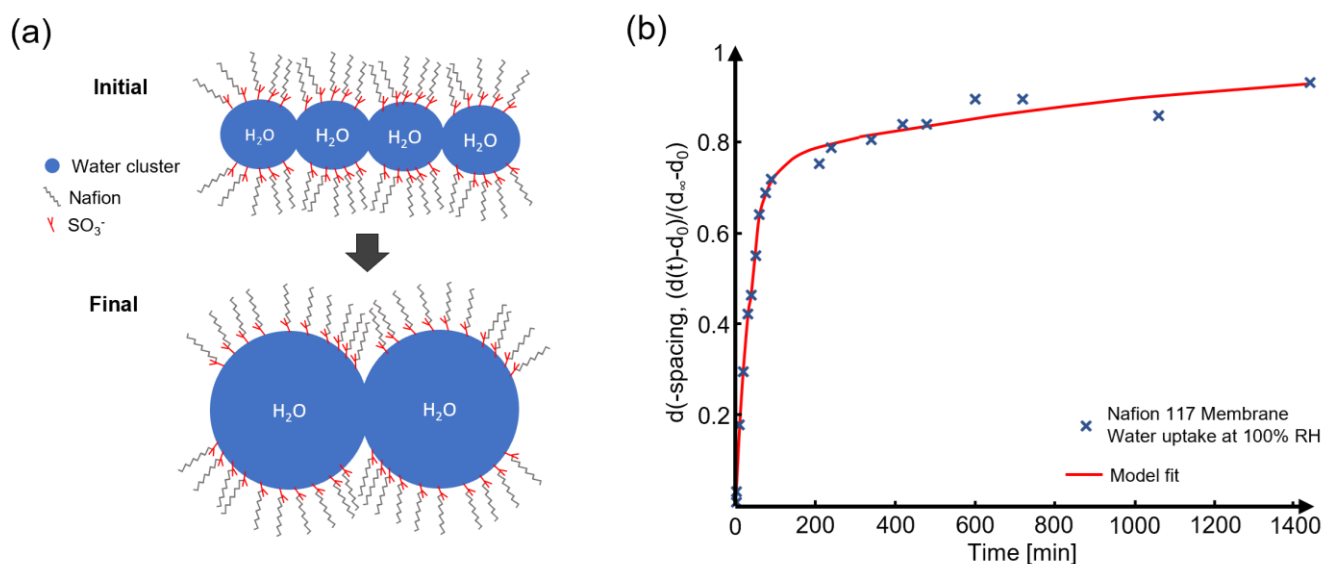 (a)
Initial
H₂O H₂O H₂O H₂O
Water cluster
Nafion
SO₃⁻
Final
H₂O H₂O
(b)
d(-spacing, (d(t)-d₀)/(d∞-d₀)
1
0.8
0.6
0.4
0.2
0 200 400 600 800 1000 1200 1400
Time [min]
Nafion 117 Membrane
Water uptake at 100% RH
Model fit